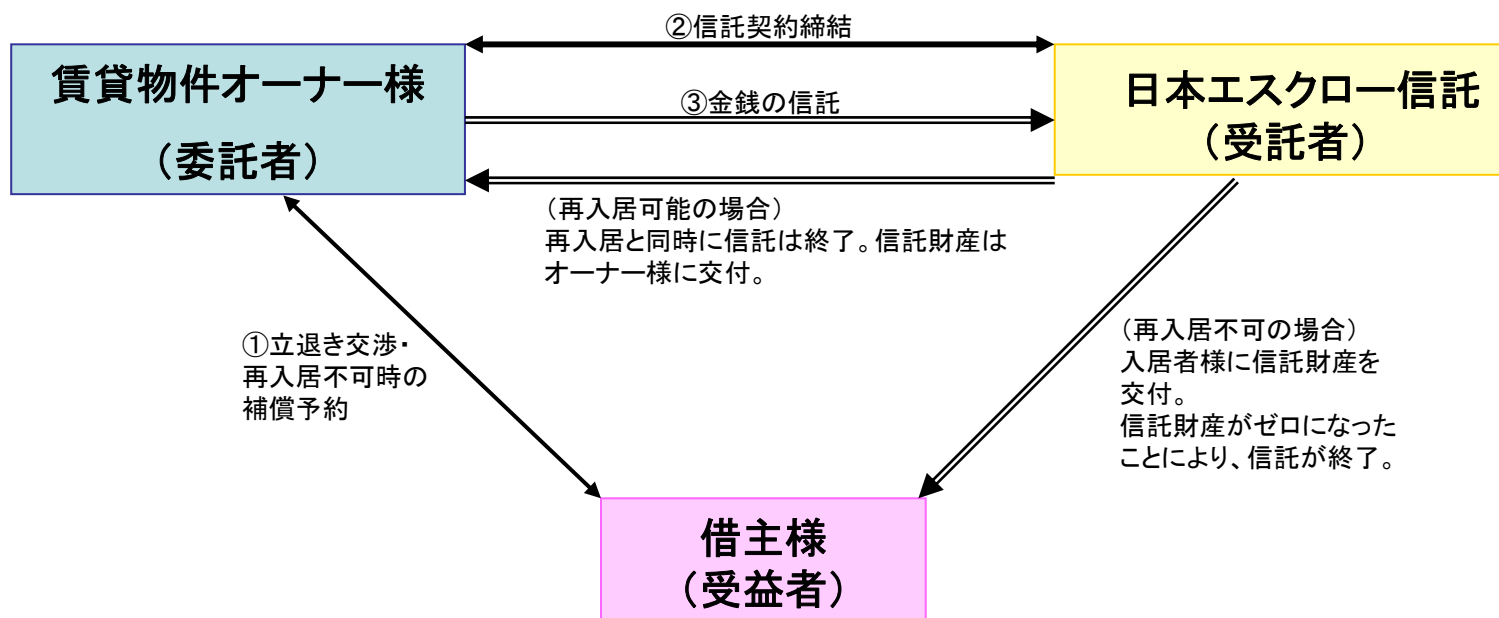 ②信託契約締結
賃貸物件オーナー様
（委託者）
③金銭の信託
日本エスクロー信託
（受託者）
（再入居可能の場合）
再入居と同時に信託は終了。信託財産は
オーナー様に交付。
①立退き交渉・
再入居不可時の
補償予約
（再入居不可の場合）
入居者様に信託財産を
交付。
信託財産がゼロになった
ことにより、信託が終了。
借主様
（受益者）